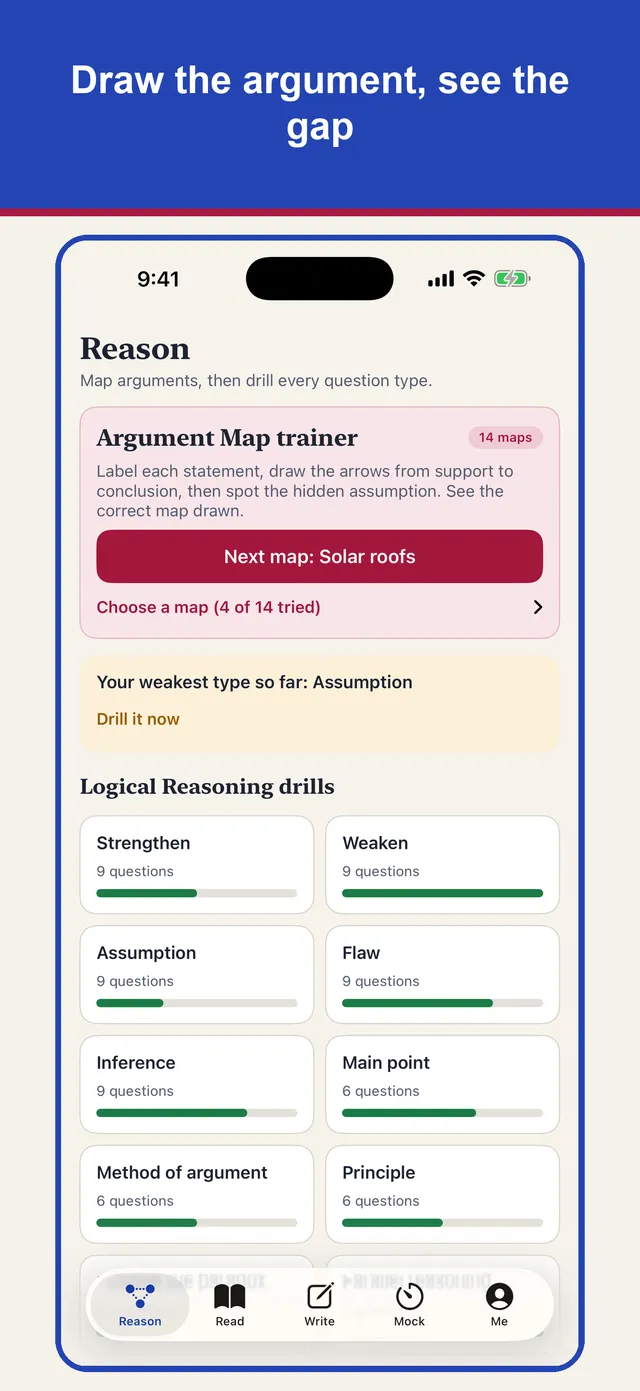 Draw the argument, see the
gap
9:41
Reason
Map arguments, then drill every question type.
Argument Map trainer
14 maps
Label each statement, draw the arrows from support to
conclusion, then spot the hidden assumption. See the
correct map drawn.
Next map: Solar roofs
Choose a map (4 of 14 tried)
Your weakest type so far: Assumption
Drill it now
Logical Reasoning drills
Strengthen
9 questions
Weaken
9 questions
Assumption
9 questions
Flaw
9 questions
Inference
9 questions
Main point
6 questions
Method of argument
6 questions
Principle
6 questions
Reason
Read
Write
Mock
Me